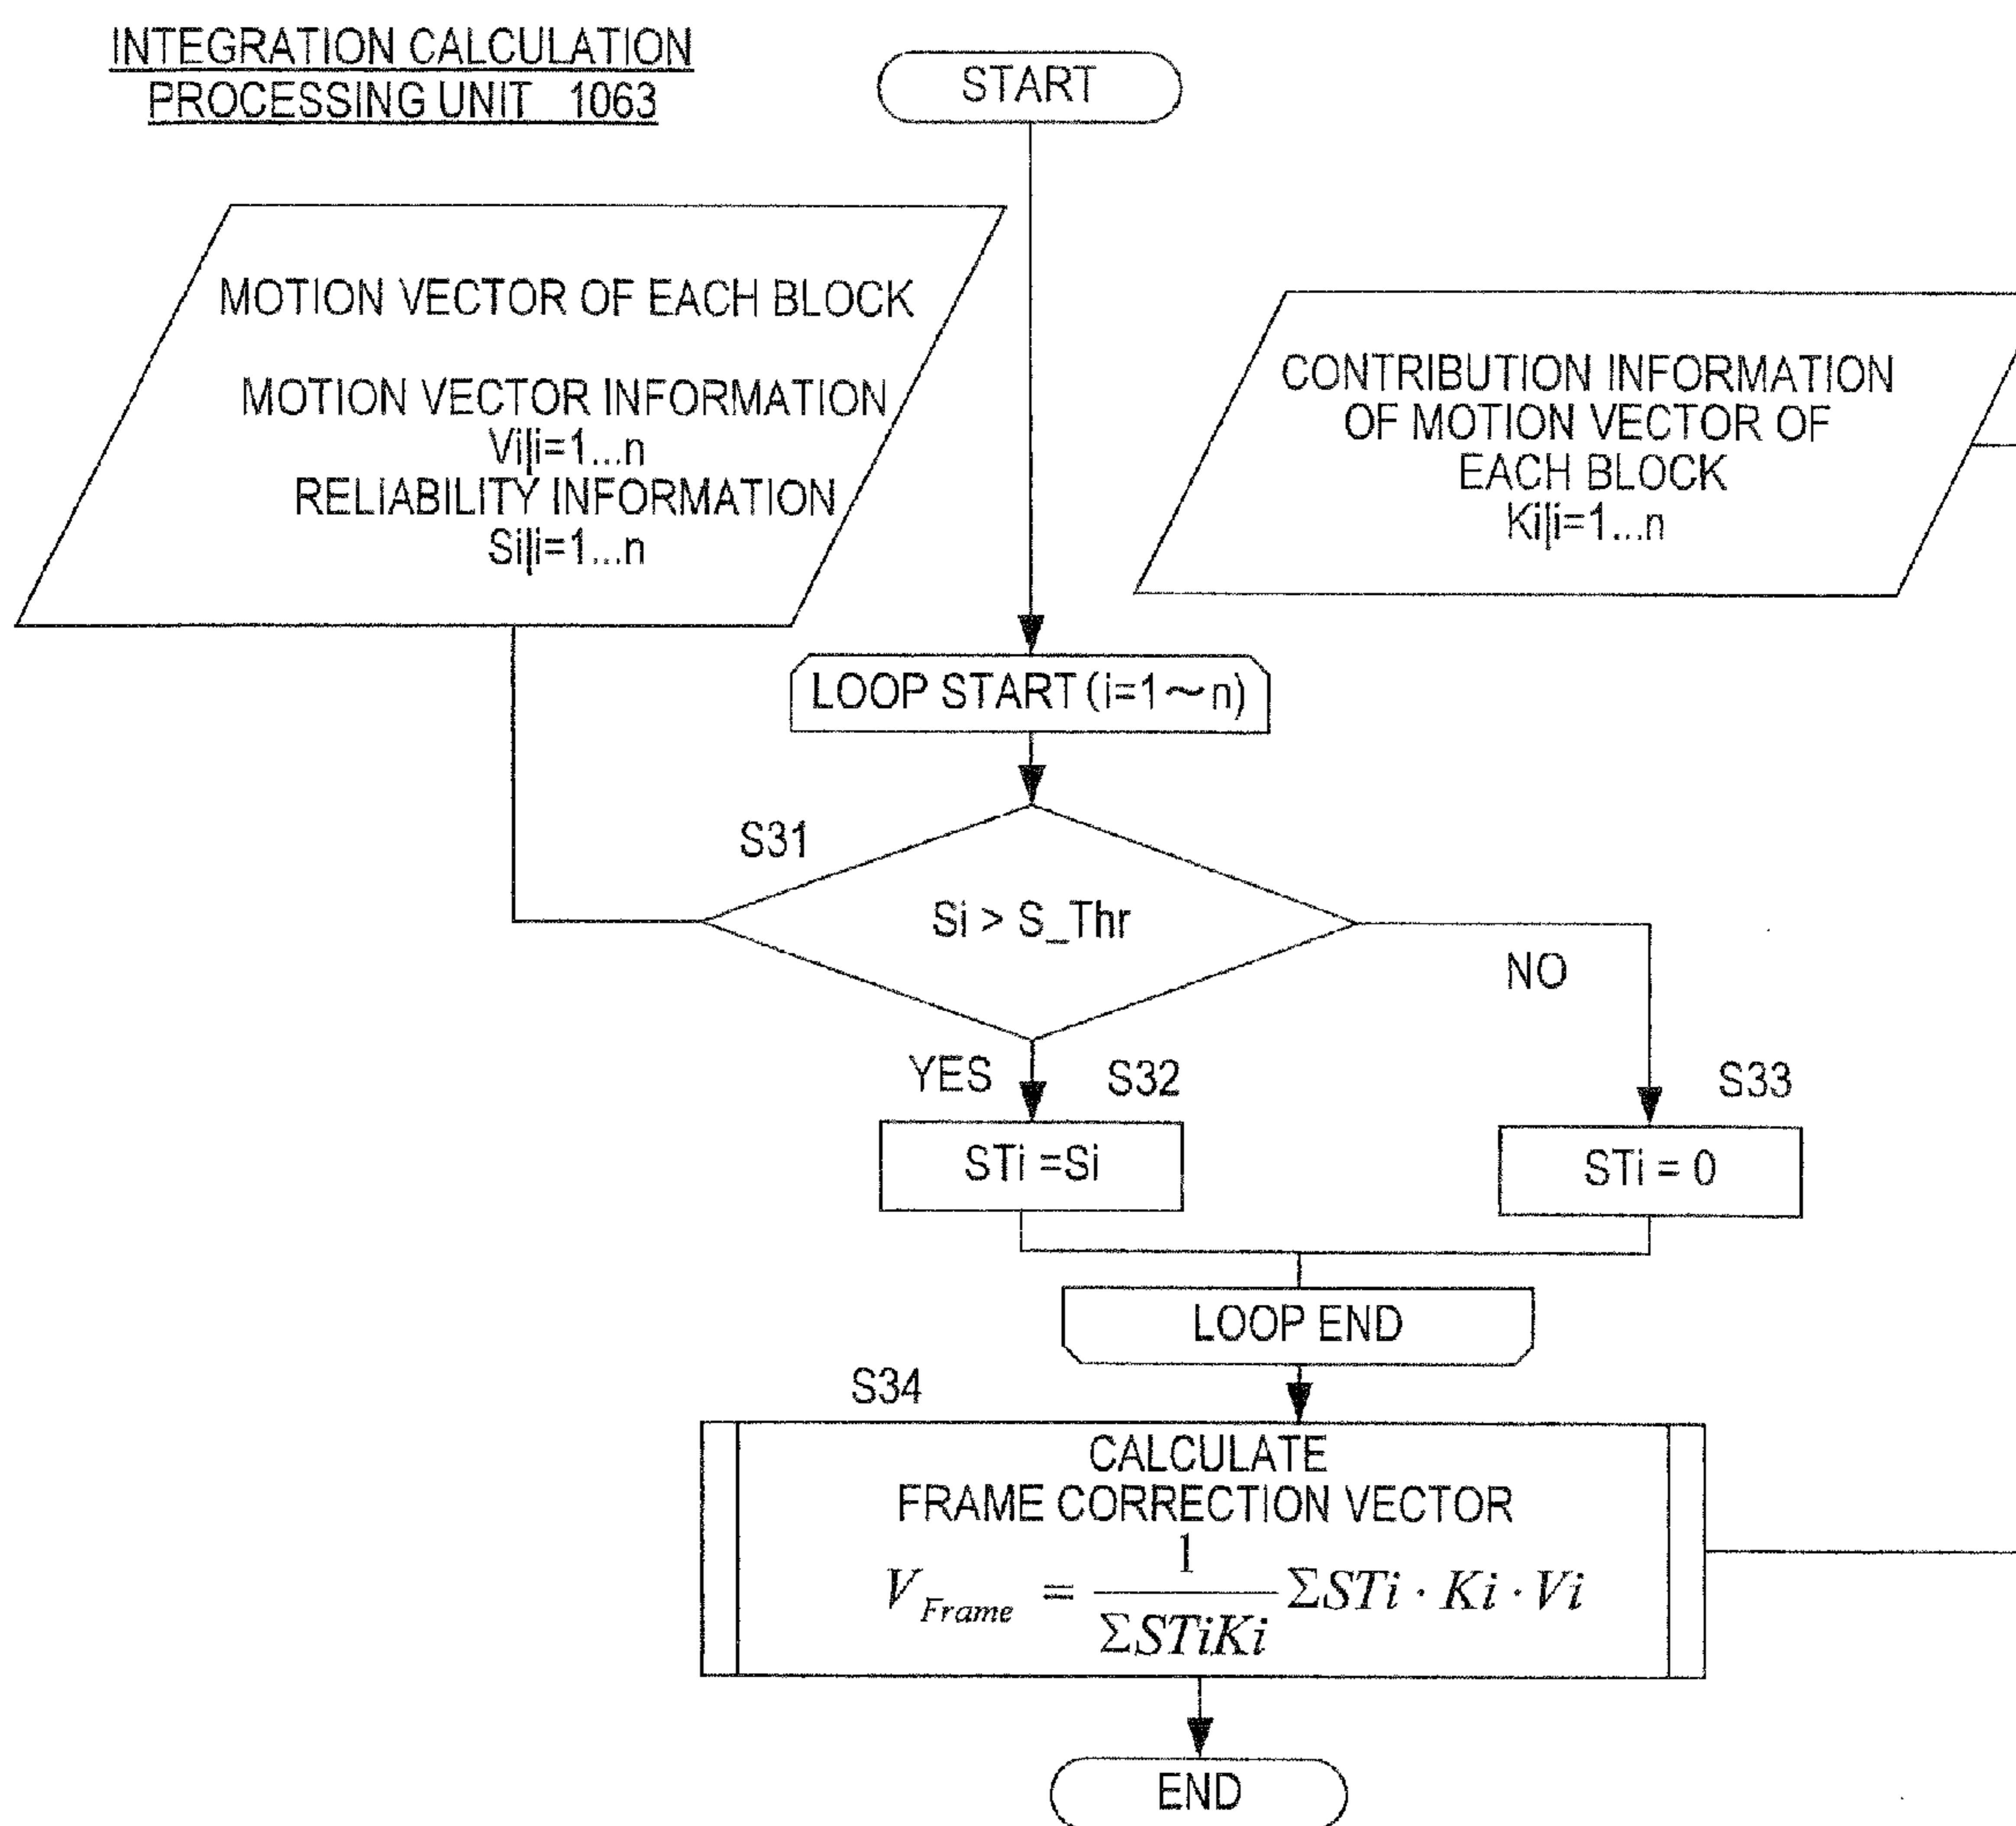 INTEGRATION CALCULATION
PROCESSING UNIT 1063
START
MOTION VECTOR OF EACH BLOCK
MOTION VECTOR INFORMATION
Vi|i=1...n
RELIABILITY INFORMATION
Si|i=1...n
CONTRIBUTION INFORMATION
OF MOTION VECTOR OF
EACH BLOCK
Ki|i=1...n
LOOP START (i=1～n)
S31
Si > S_Thr
NO
YES
S32
S33
STi =Si
STi = 0
LOOP END
S34
CALCULATE
FRAME CORRECTION VECTOR
V_Frame = 1/ΣSTiKi ΣSTi · Ki · Vi
END